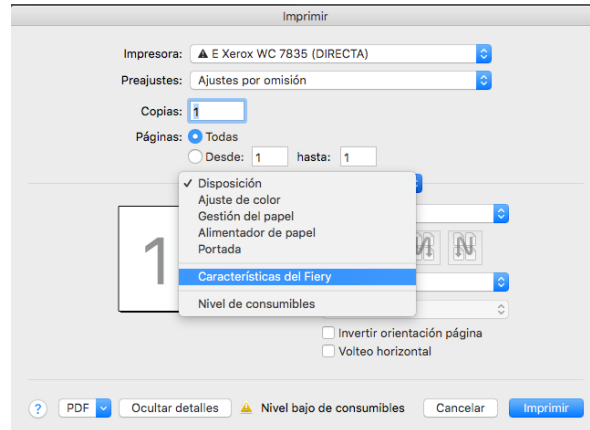 Imprimir
Impresora: E Xerox WC 7835 (DIRECTA)
Preajustes: Ajustes por omisión
Copias: 1
Páginas: Todas
Desde: 1 hasta: 1
✓ Disposición
Ajuste de color
Gestión del papel
Alimentador de papel
Portada
Características del Fiery
Nivel de consumibles
1
Invertir orientación página
Volteo horizontal
? PDF Ocultar detalles Nivel bajo de consumibles Cancelar Imprimir